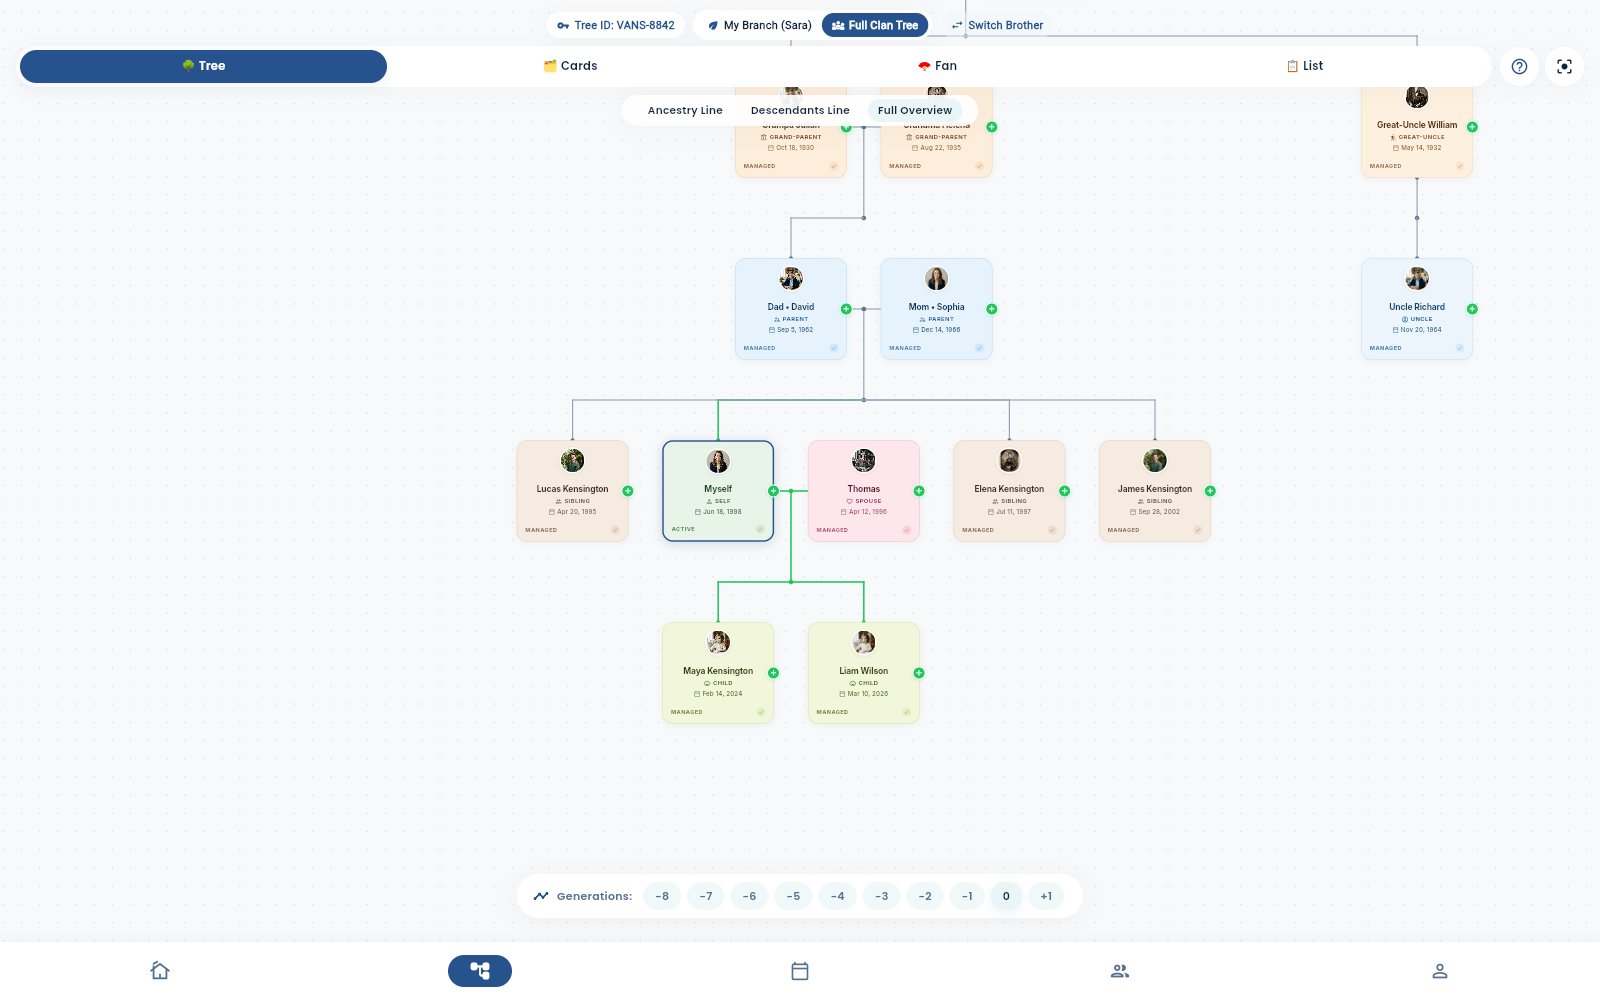 Tree ID: VANS-8842
My Branch (Sara)
Full Clan Tree
Switch Brother
Tree
Cards
Fan
List
Ancestry Line
Descendants Line
Full Overview
GRAND-PARENT
Oct 18, 1930
MANAGED
GRAND-PARENT
Aug 22, 1935
MANAGED
Great-Uncle William
GREAT-UNCLE
May 14, 1932
MANAGED
Dad • David
PARENT
Sep 5, 1962
MANAGED
Mom • Sophia
PARENT
Dec 14, 1966
MANAGED
Uncle Richard
UNCLE
Nov 20, 1964
MANAGED
Lucas Kensington
SIBLING
Apr 20, 1995
MANAGED
Myself
SELF
Jun 18, 1998
ACTIVE
Thomas
SPOUSE
Apr 12, 1996
MANAGED
Elena Kensington
SIBLING
Jul 11, 1997
MANAGED
James Kensington
SIBLING
Sep 28, 2002
MANAGED
Maya Kensington
CHILD
Feb 14, 2024
MANAGED
Liam Wilson
CHILD
Mar 10, 2026
MANAGED
Generations:
-8
-7
-6
-5
-4
-3
-2
-1
0
+1